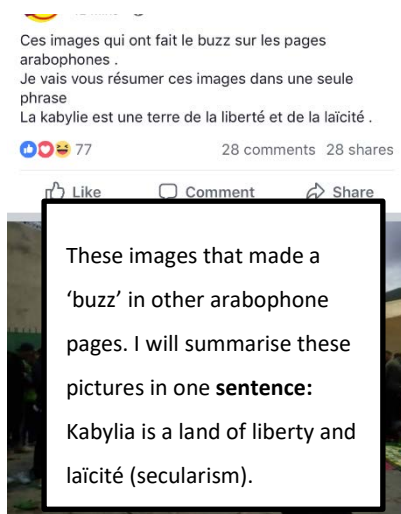 Ces images qui ont fait le buzz sur les pages
arabophones .
Je vais vous résumer ces images dans une seule
phrase
La kabylie est une terre de la liberté et de la laïcité .
77
28 comments 28 shares
Like Comment Share
These images that made a
‘buzz’ in other arabophone
pages. I will summarise these
pictures in one sentence:
Kabylia is a land of liberty and
laïcité (secularism).